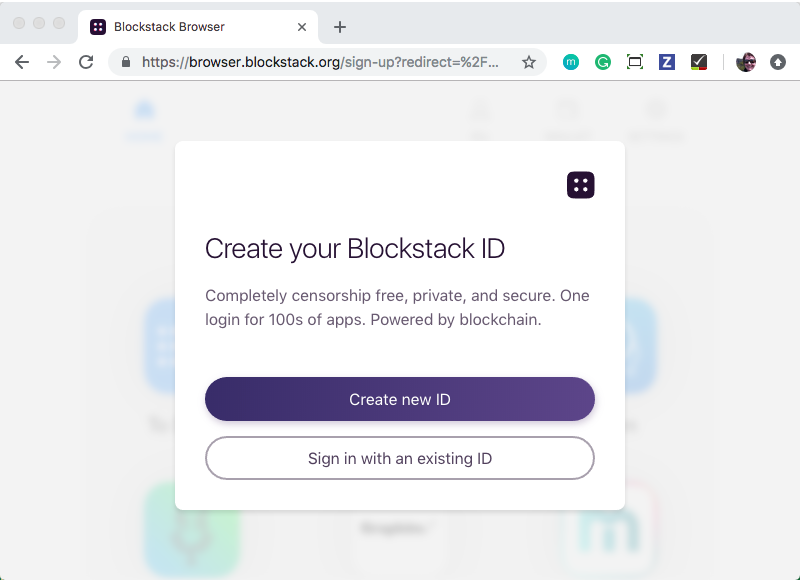 Blockstack Browser
https://browser.blockstack.org/sign-up?redirect=%2F...
Create your Blockstack ID
Completely censorship free, private, and secure. One
login for 100s of apps. Powered by blockchain.
Create new ID
Sign in with an existing ID